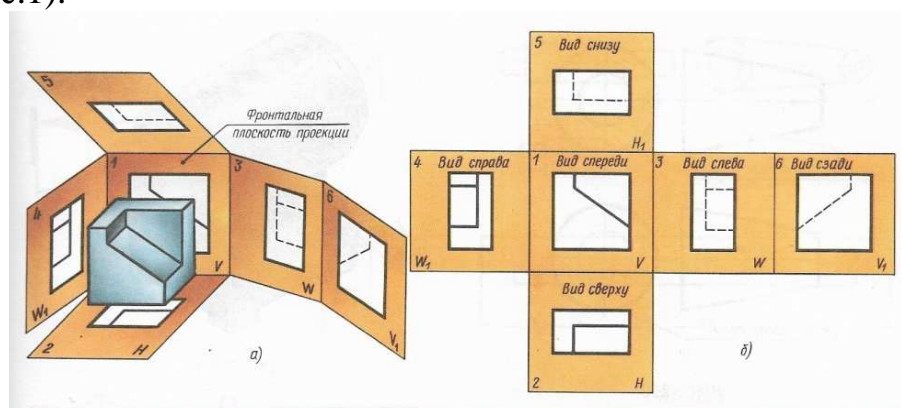 с.1).
5
Фронтальная
плоскость проекции
1
3
4
6
V
W
W₁
V₁
2
H
а)
5 Вид снизу
H₁
4 Вид справа
1 Вид спереди
3 Вид слева
6 Вид сзади
W₁
V
W
V₁
Вид сверху
2
H
б)